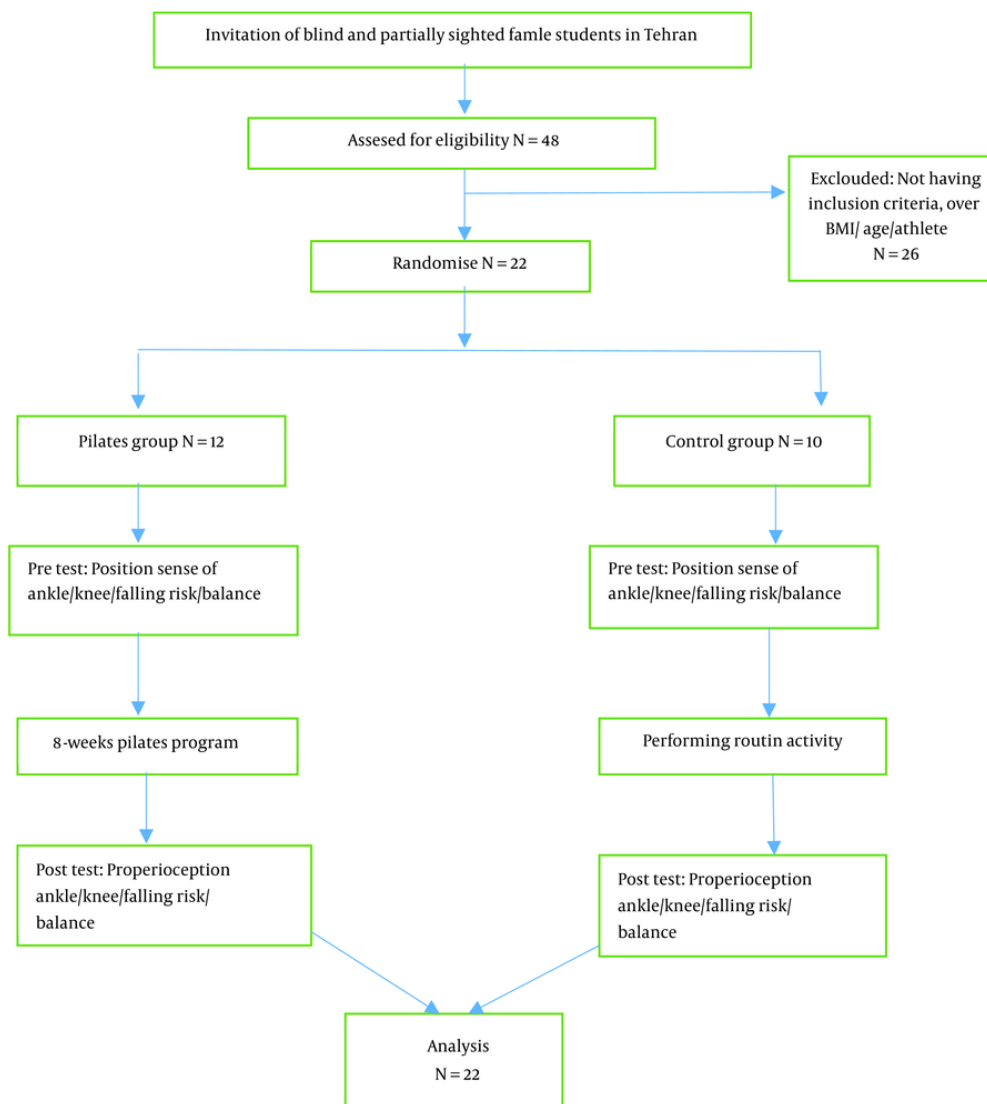 Invitation of blind and partially sighted famle students in Tehran
Assesed for eligibility N = 48
Exclouded: Not having
inclusion criteria, over
BMI/ age/athlete
N = 26
Randomise N = 22
Pilates group N = 12
Control group N = 10
Pre test: Position sense of
ankle/knee/falling risk/balance
Pre test: Position sense of
ankle/knee/falling risk/balance
8-weeks pilates program
Performing routin activity
Post test: Properioception
ankle/knee/falling risk/
balance
Post test: Properioception
ankle/knee/falling risk/
balance
Analysis
N = 22